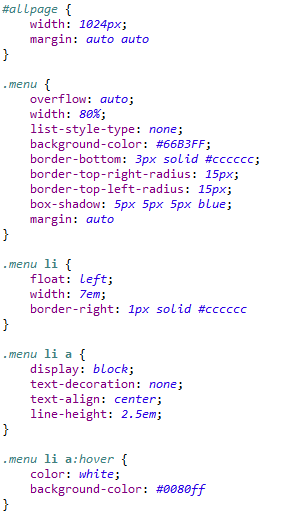 #allpage {
    width: 1024px;
    margin: auto auto
}

.menu {
    overflow: auto;
    width: 80%;
    list-style-type: none;
    background-color: #66B3FF;
    border-bottom: 3px solid #cccccc;
    border-top-right-radius: 15px;
    border-top-left-radius: 15px;
    box-shadow: 5px 5px 5px blue;
    margin: auto
}

.menu li {
    float: left;
    width: 7em;
    border-right: 1px solid #cccccc
}

.menu li a {
    display: block;
    text-decoration: none;
    text-align: center;
    line-height: 2.5em;
}

.menu li a:hover {
    color: white;
    background-color: #0080ff
}